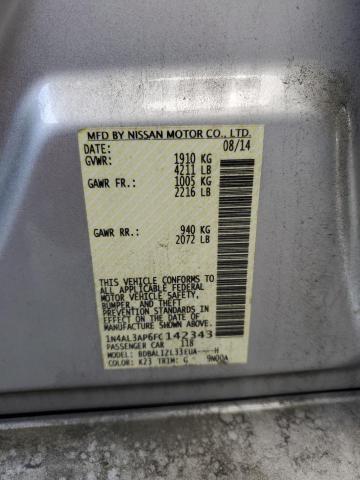 MFD BY NISSAN MOTOR CO., LTD.
DATE: 08/14
GVWR: 1910 KG
4211 LB
GAWR FR.: 1005 KG
2216 LB
GAWR RR.: 940 KG
2072 LB
THIS VEHICLE CONFORMS TO
ALL APPLICABLE FEDERAL
MOTOR VEHICLE SAFETY,
BUMPER, AND THEFT
PREVENTION STANDARDS IN
EFFECT ON THE DATE OF
MANUFACTURE SHOWN ABOVE.
1N4AL3AP6FC142343
PASSENGER CAR 118
MODEL: BDBALIZL33EUA----H
COLOR: K23 TRIM: G 9N00A